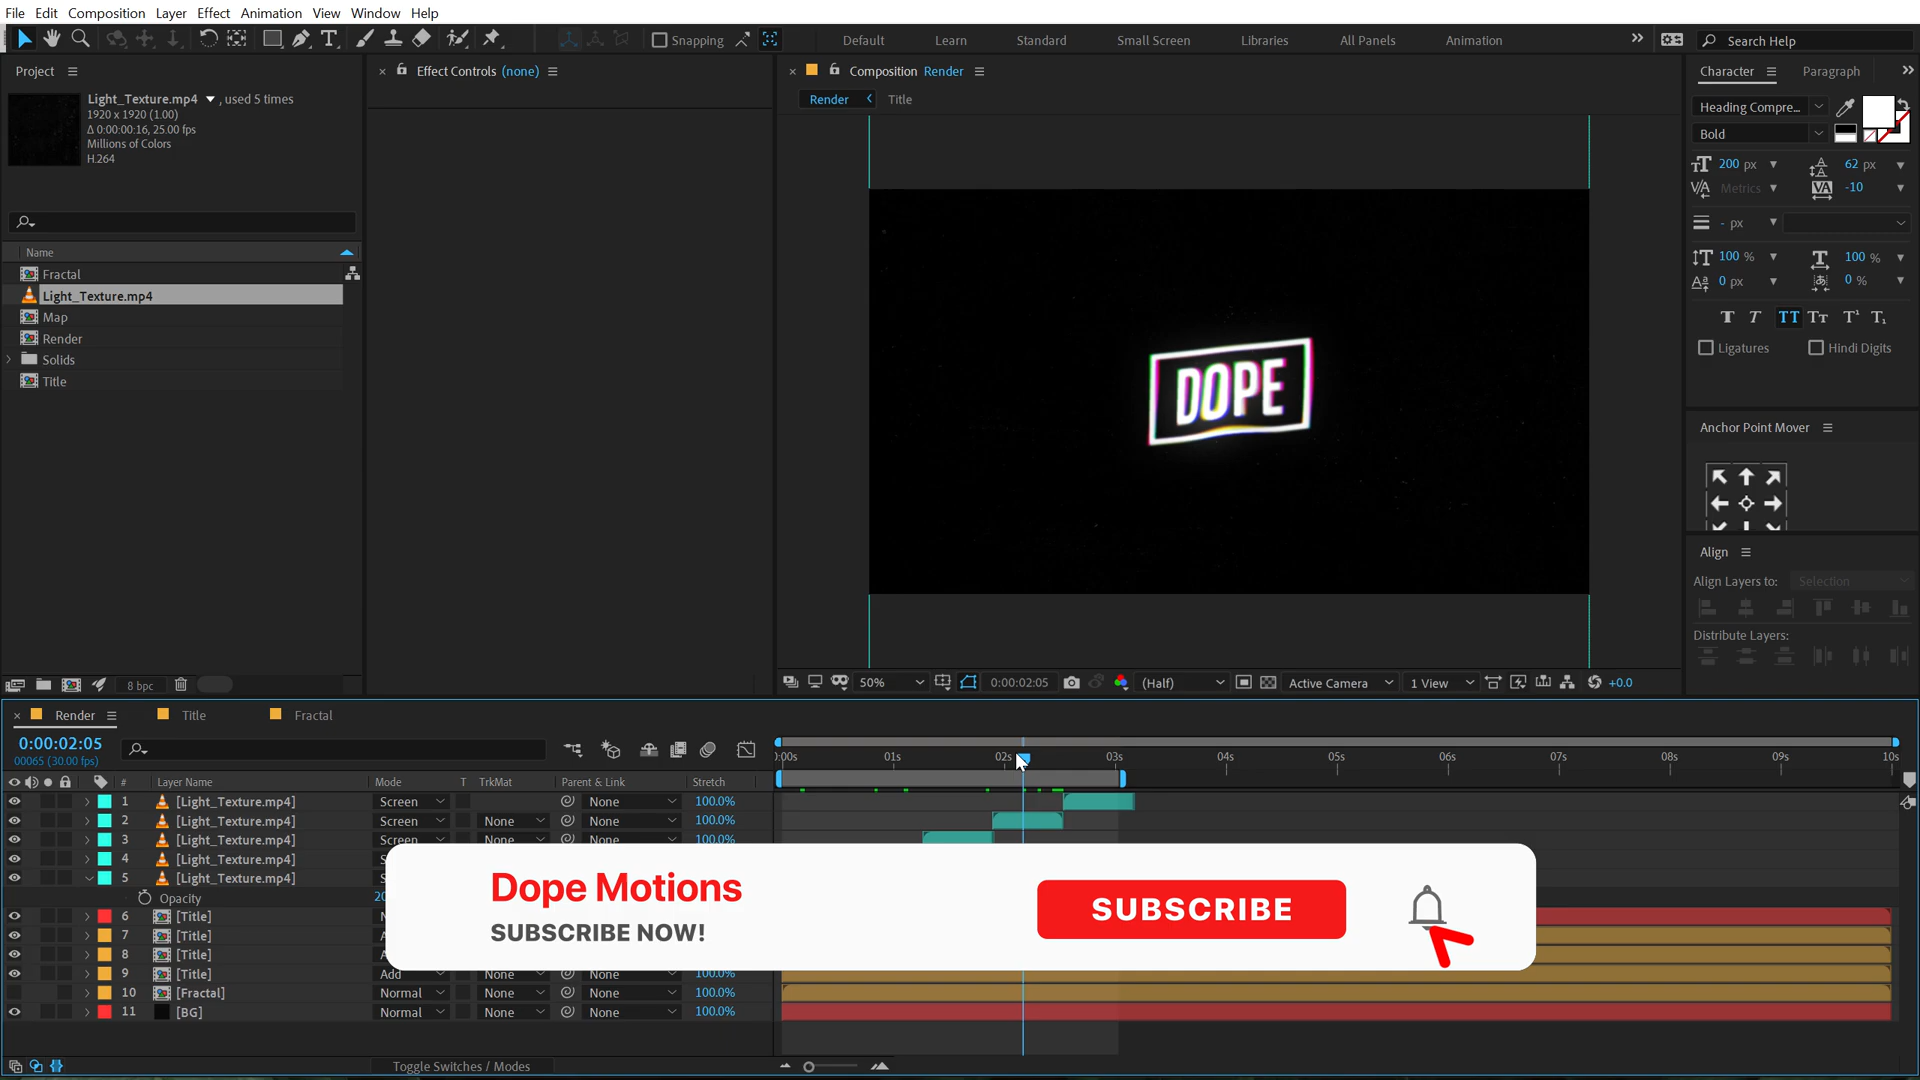 File Edit Composition Layer Effect Animation View Window Help
Snapping Default Learn Standard Small Screen Libraries All Panels Animation Search Help
Project
Light_Texture.mp4 , used 5 times
1920 x 1920 (1.00)
Δ 0:00:00:16, 25.00 fps
Millions of Colors
H.264
Name
Fractal
Light_Texture.mp4
Map
Render
Solids
Title
8 bpc
Effect Controls (none)
Composition Render
Render Title
DOPE
50% 0:00:02:05 (Half) Active Camera 1 View +0.0
Character Paragraph
Heading Compre...
Bold
200 px 62 px
Metrics -10
- px
100 % 100 %
0 px 0 %
Ligatures Hindi Digits
Anchor Point Mover
Align
Align Layers to: Selection
Distribute Layers:
Render Title Fractal
0:00:02:05
00065 (30.00 fps)
:00s 01s 02s 03s 04s 05s 06s 07s 08s 09s 10s
# Layer Name Mode T TrkMat Parent & Link Stretch
1 [Light_Texture.mp4] Screen None 100.0%
2 [Light_Texture.mp4] Screen None None 100.0%
3 [Light_Texture.mp4] Screen None None 100.0%
4 [Light_Texture.mp4]
5 [Light_Texture.mp4]
Opacity 20
6 [Title]
7 [Title]
8 [Title]
9 [Title] Add None None 100.0%
10 [Fractal] Normal None None 100.0%
11 [BG] Normal None None 100.0%
Toggle Switches / Modes
Dope Motions
SUBSCRIBE NOW!
SUBSCRIBE